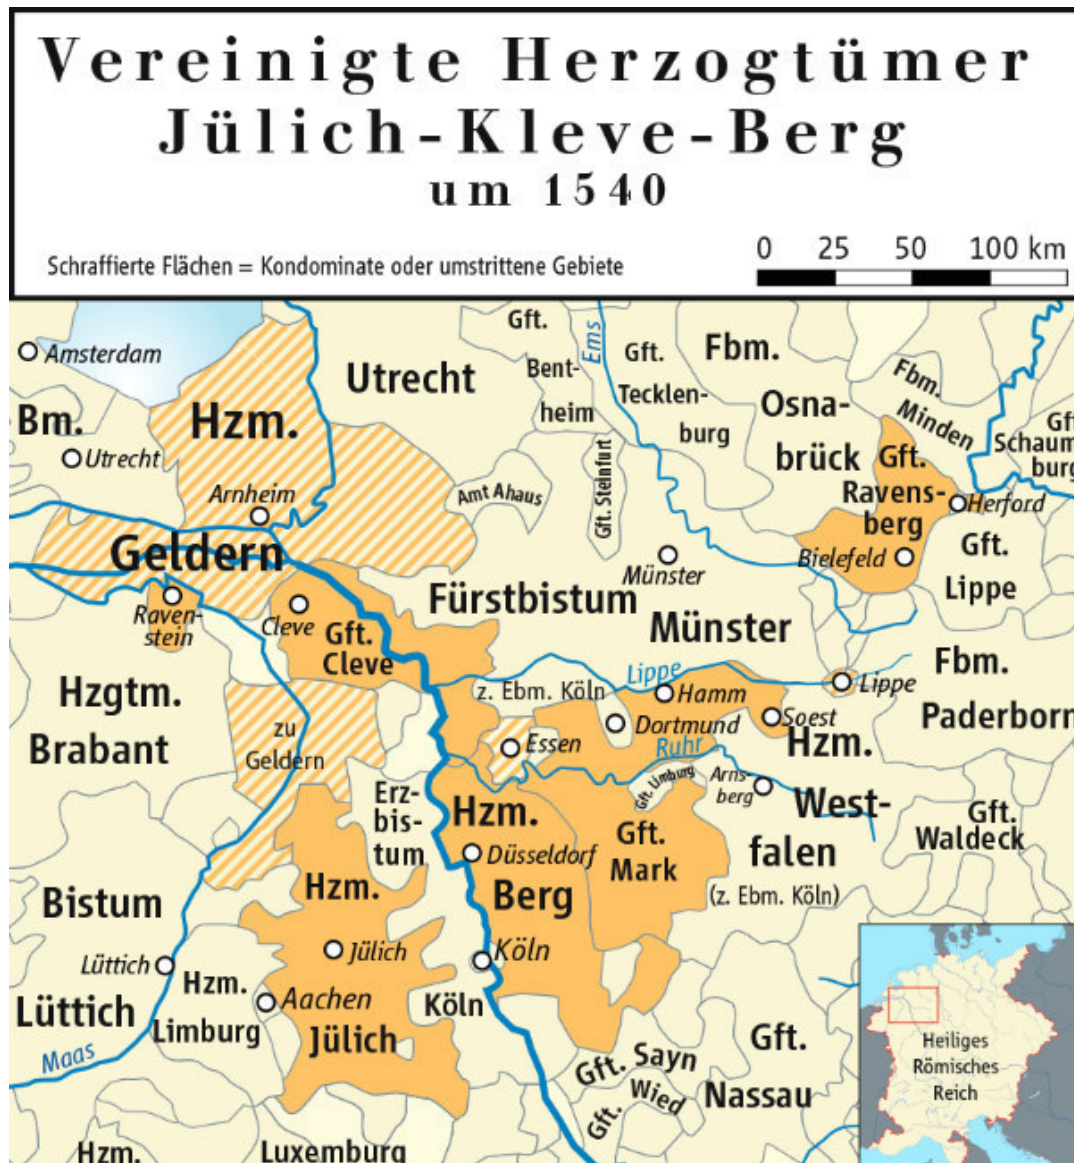 Vereinigte Herzogtümer
Jülich-Kleve-Berg
um 1540
Schraffierte Flächen = Kondominate oder umstrittene Gebiete
0 25 50 100 km
Amsterdam
Bm.
Utrecht
Hzm.
Arnheim
Geldern
Utrecht
Gft.
Bent-
heim
Ems
Gft.
Tecklen-
burg
Fbm.
Osna-
brück
Fbm.
Minden
Gft
Schaum
burg
Amt Ahaus
Gft. Steinfurt
Gft.
Ravens-
berg
Herford
Bielefeld
Gft.
Lippe
Münster
Fürstbistum
Münster
Raven-
stein
Cleve
Gft.
Cleve
Lippe
z. Ebm. Köln
Hamm
Dortmund
Soest
Lippe
Fbm.
Paderborn
Hzgtm.
Brabant
zu
Geldern
Essen
Ruhr
Gft. Limburg
Arns-
berg
Hzm.
West-
falen
(z. Ebm. Köln)
Gft.
Waldeck
Erz-
bis-
tum
Köln
Hzm.
Berg
Düsseldorf
Gft.
Mark
Bistum
Lüttich
Lüttich
Maas
Hzm.
Limburg
Aachen
Hzm.
Jülich
Jülich
Köln
Gft. Sayn
Gft. Wied
Gft.
Nassau
Hzm.
Luxemburg
Heiliges
Römisches
Reich